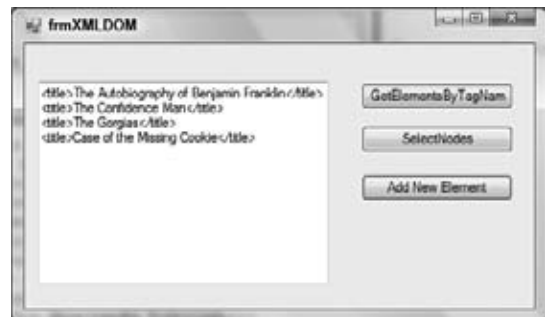 frmXMLDOM
<title>The Autobiography of Benjamin Franklin</title>
<title>The Confidence Man</title>
<title>The Gorgias</title>
<title>Case of the Missing Cookie</title>
GetElementsByTagNam
SelectNodes
Add New Element